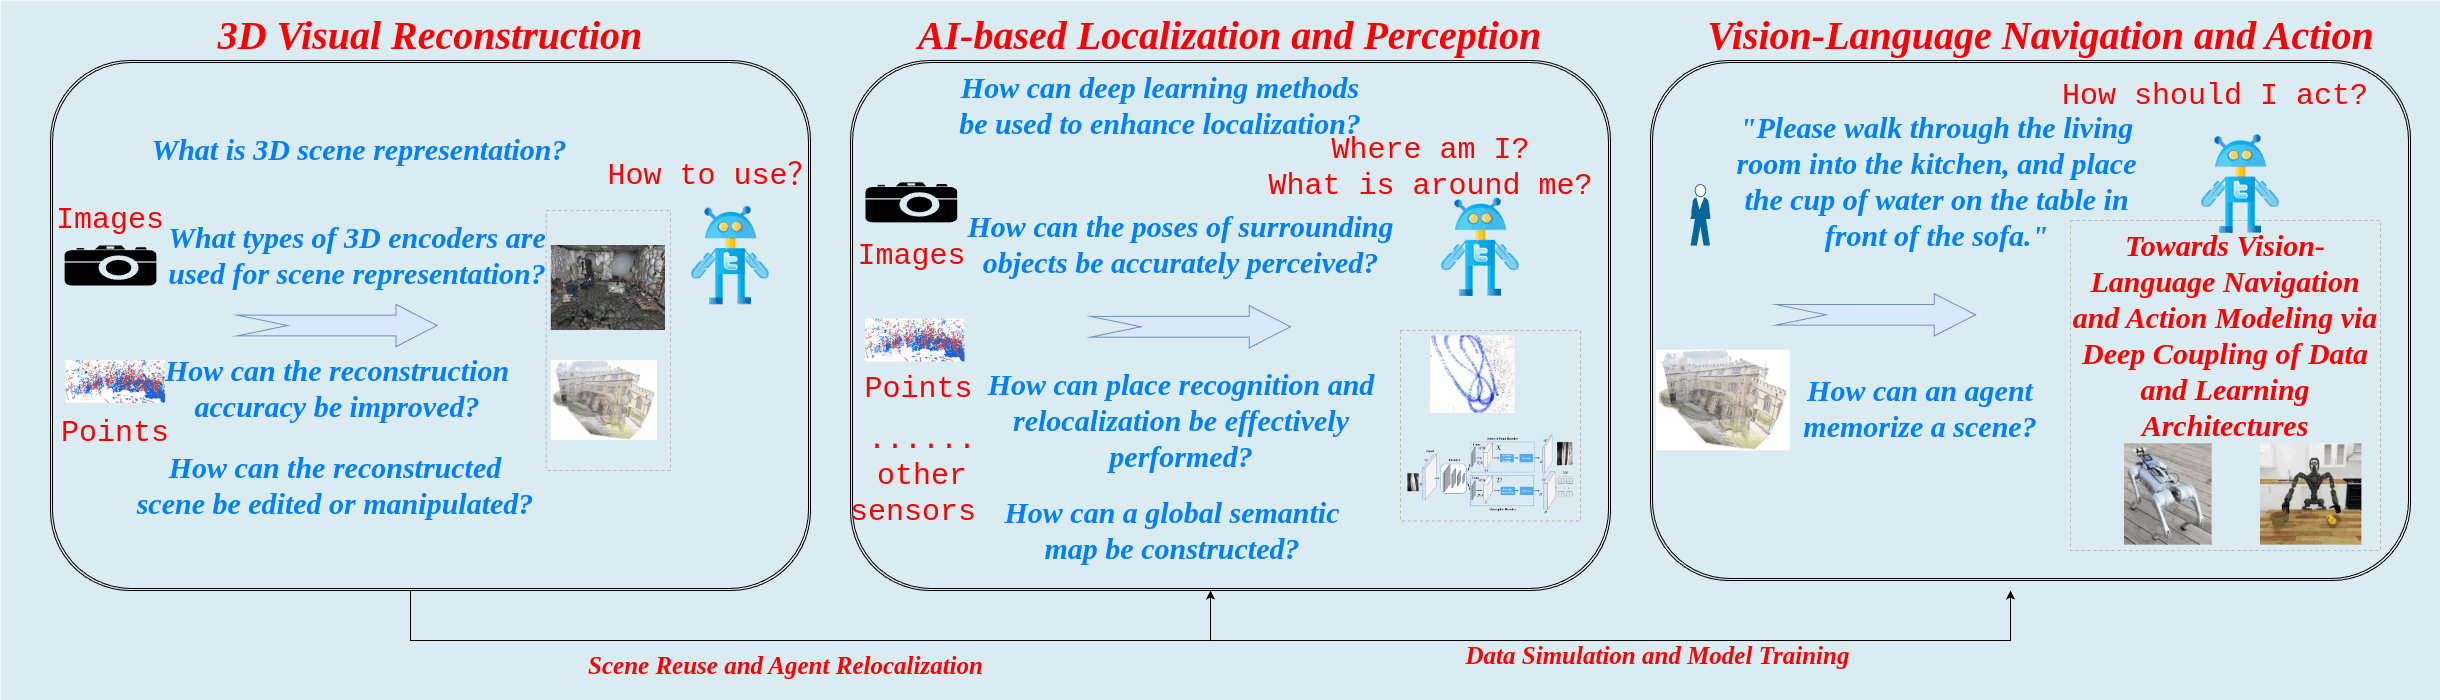 3D Visual Reconstruction
What is 3D scene representation?
How to use?
Images
What types of 3D encoders are
used for scene representation?
How can the reconstruction
accuracy be improved?
Points
How can the reconstructed
scene be edited or manipulated?
AI-based Localization and Perception
How can deep learning methods
be used to enhance localization?
Where am I?
What is around me?
Images
How can the poses of surrounding
objects be accurately perceived?
Points
How can place recognition and
relocalization be effectively
performed?
......
other
sensors
How can a global semantic
map be constructed?
Vision-Language Navigation and Action
How should I act?
"Please walk through the living
room into the kitchen, and place
the cup of water on the table in
front of the sofa."
Towards Vision-
Language Navigation
and Action Modeling via
Deep Coupling of Data
and Learning
Architectures
How can an agent
memorize a scene?
Scene Reuse and Agent Relocalization
Data Simulation and Model Training